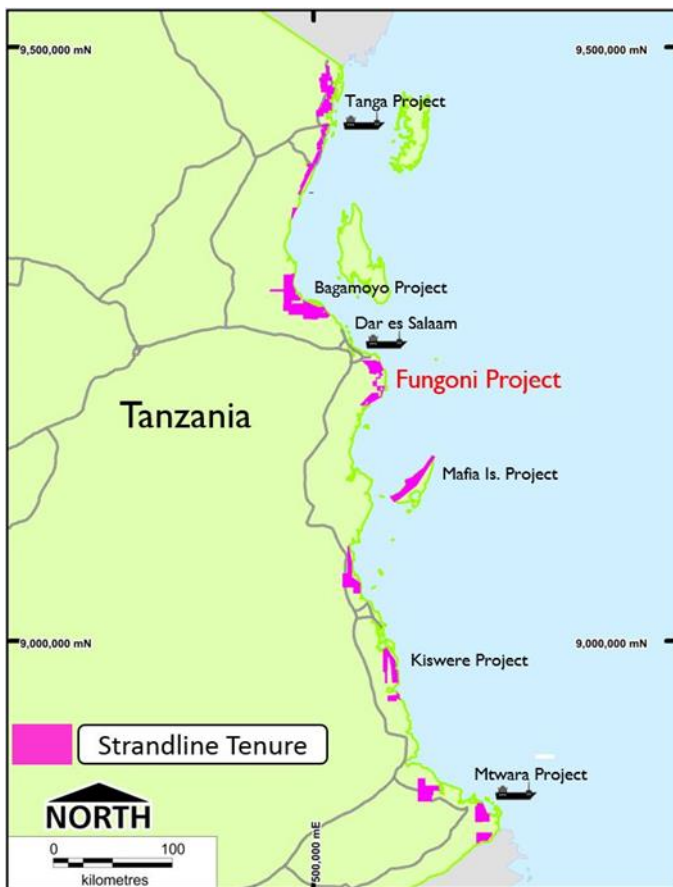 9,500,000 mN
9,500,000 mN
Tanga Project
Bagamoyo Project
Dar es Salaam
Fungoni Project
Tanzania
Mafia Is. Project
9,000,000 mN
9,000,000 mN
Kiswere Project
Strandline Tenure
Mtwara Project
NORTH
0 100
kilometres
500,000 mE